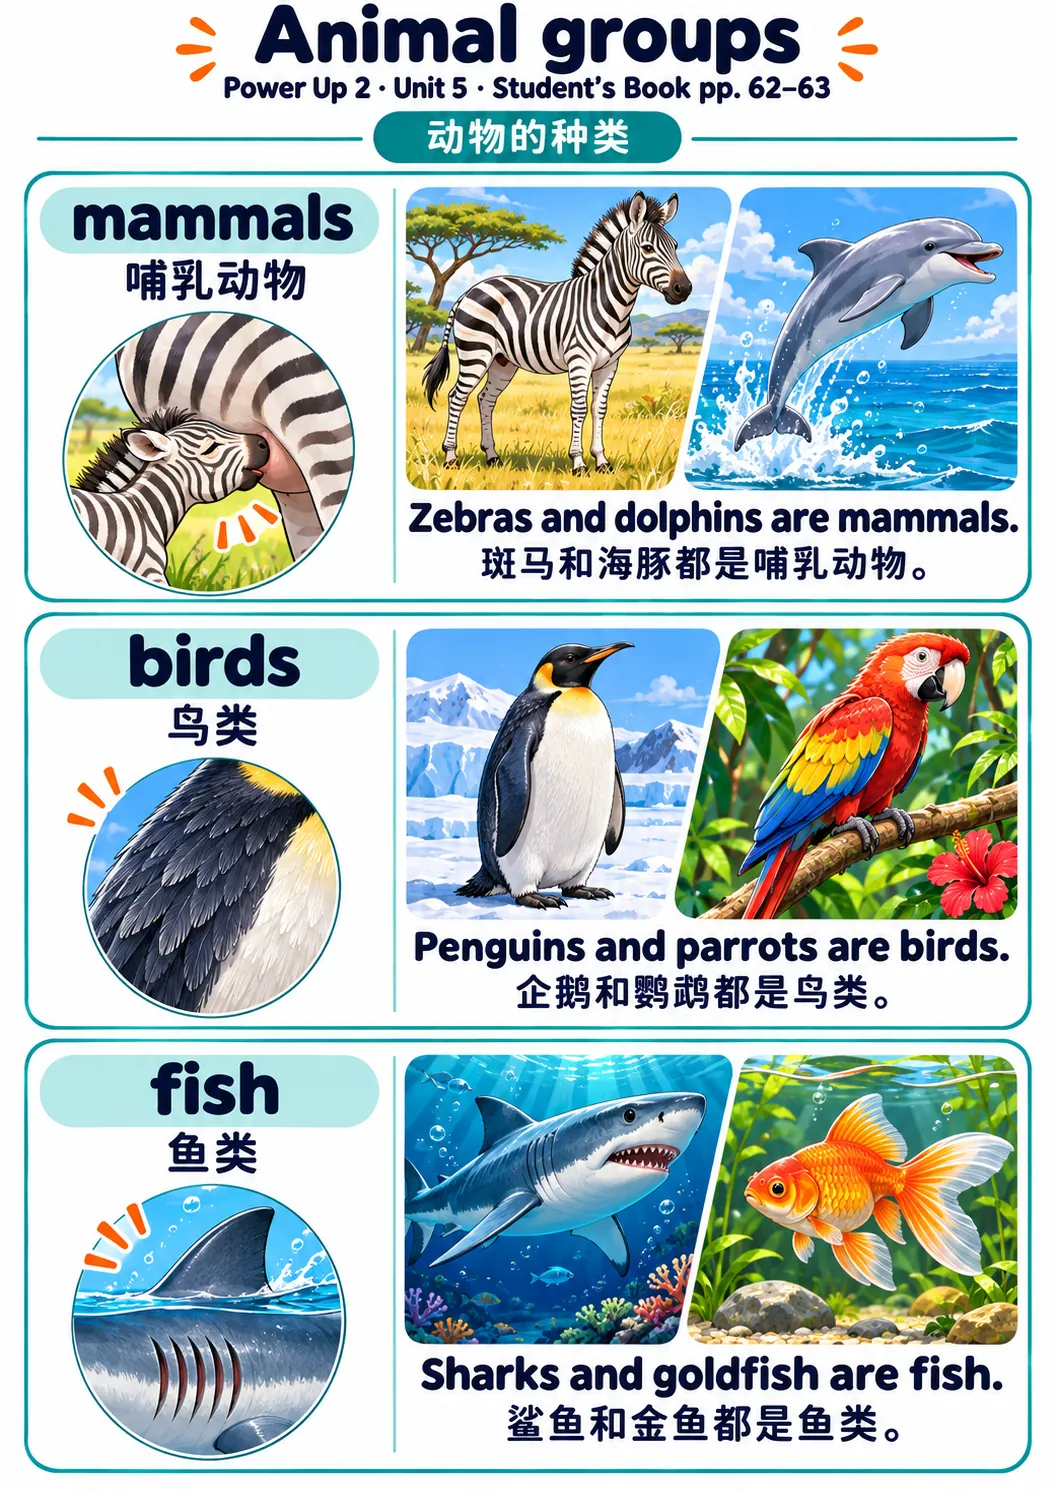 Animal groups
Power Up 2 · Unit 5 · Student's Book pp. 62–63
动物的种类
mammals
哺乳动物
Zebras and dolphins are mammals.
斑马和海豚都是哺乳动物。
birds
鸟类
Penguins and parrots are birds.
企鹅和鹦鹉都是鸟类。
fish
鱼类
Sharks and goldfish are fish.
鲨鱼和金鱼都是鱼类。